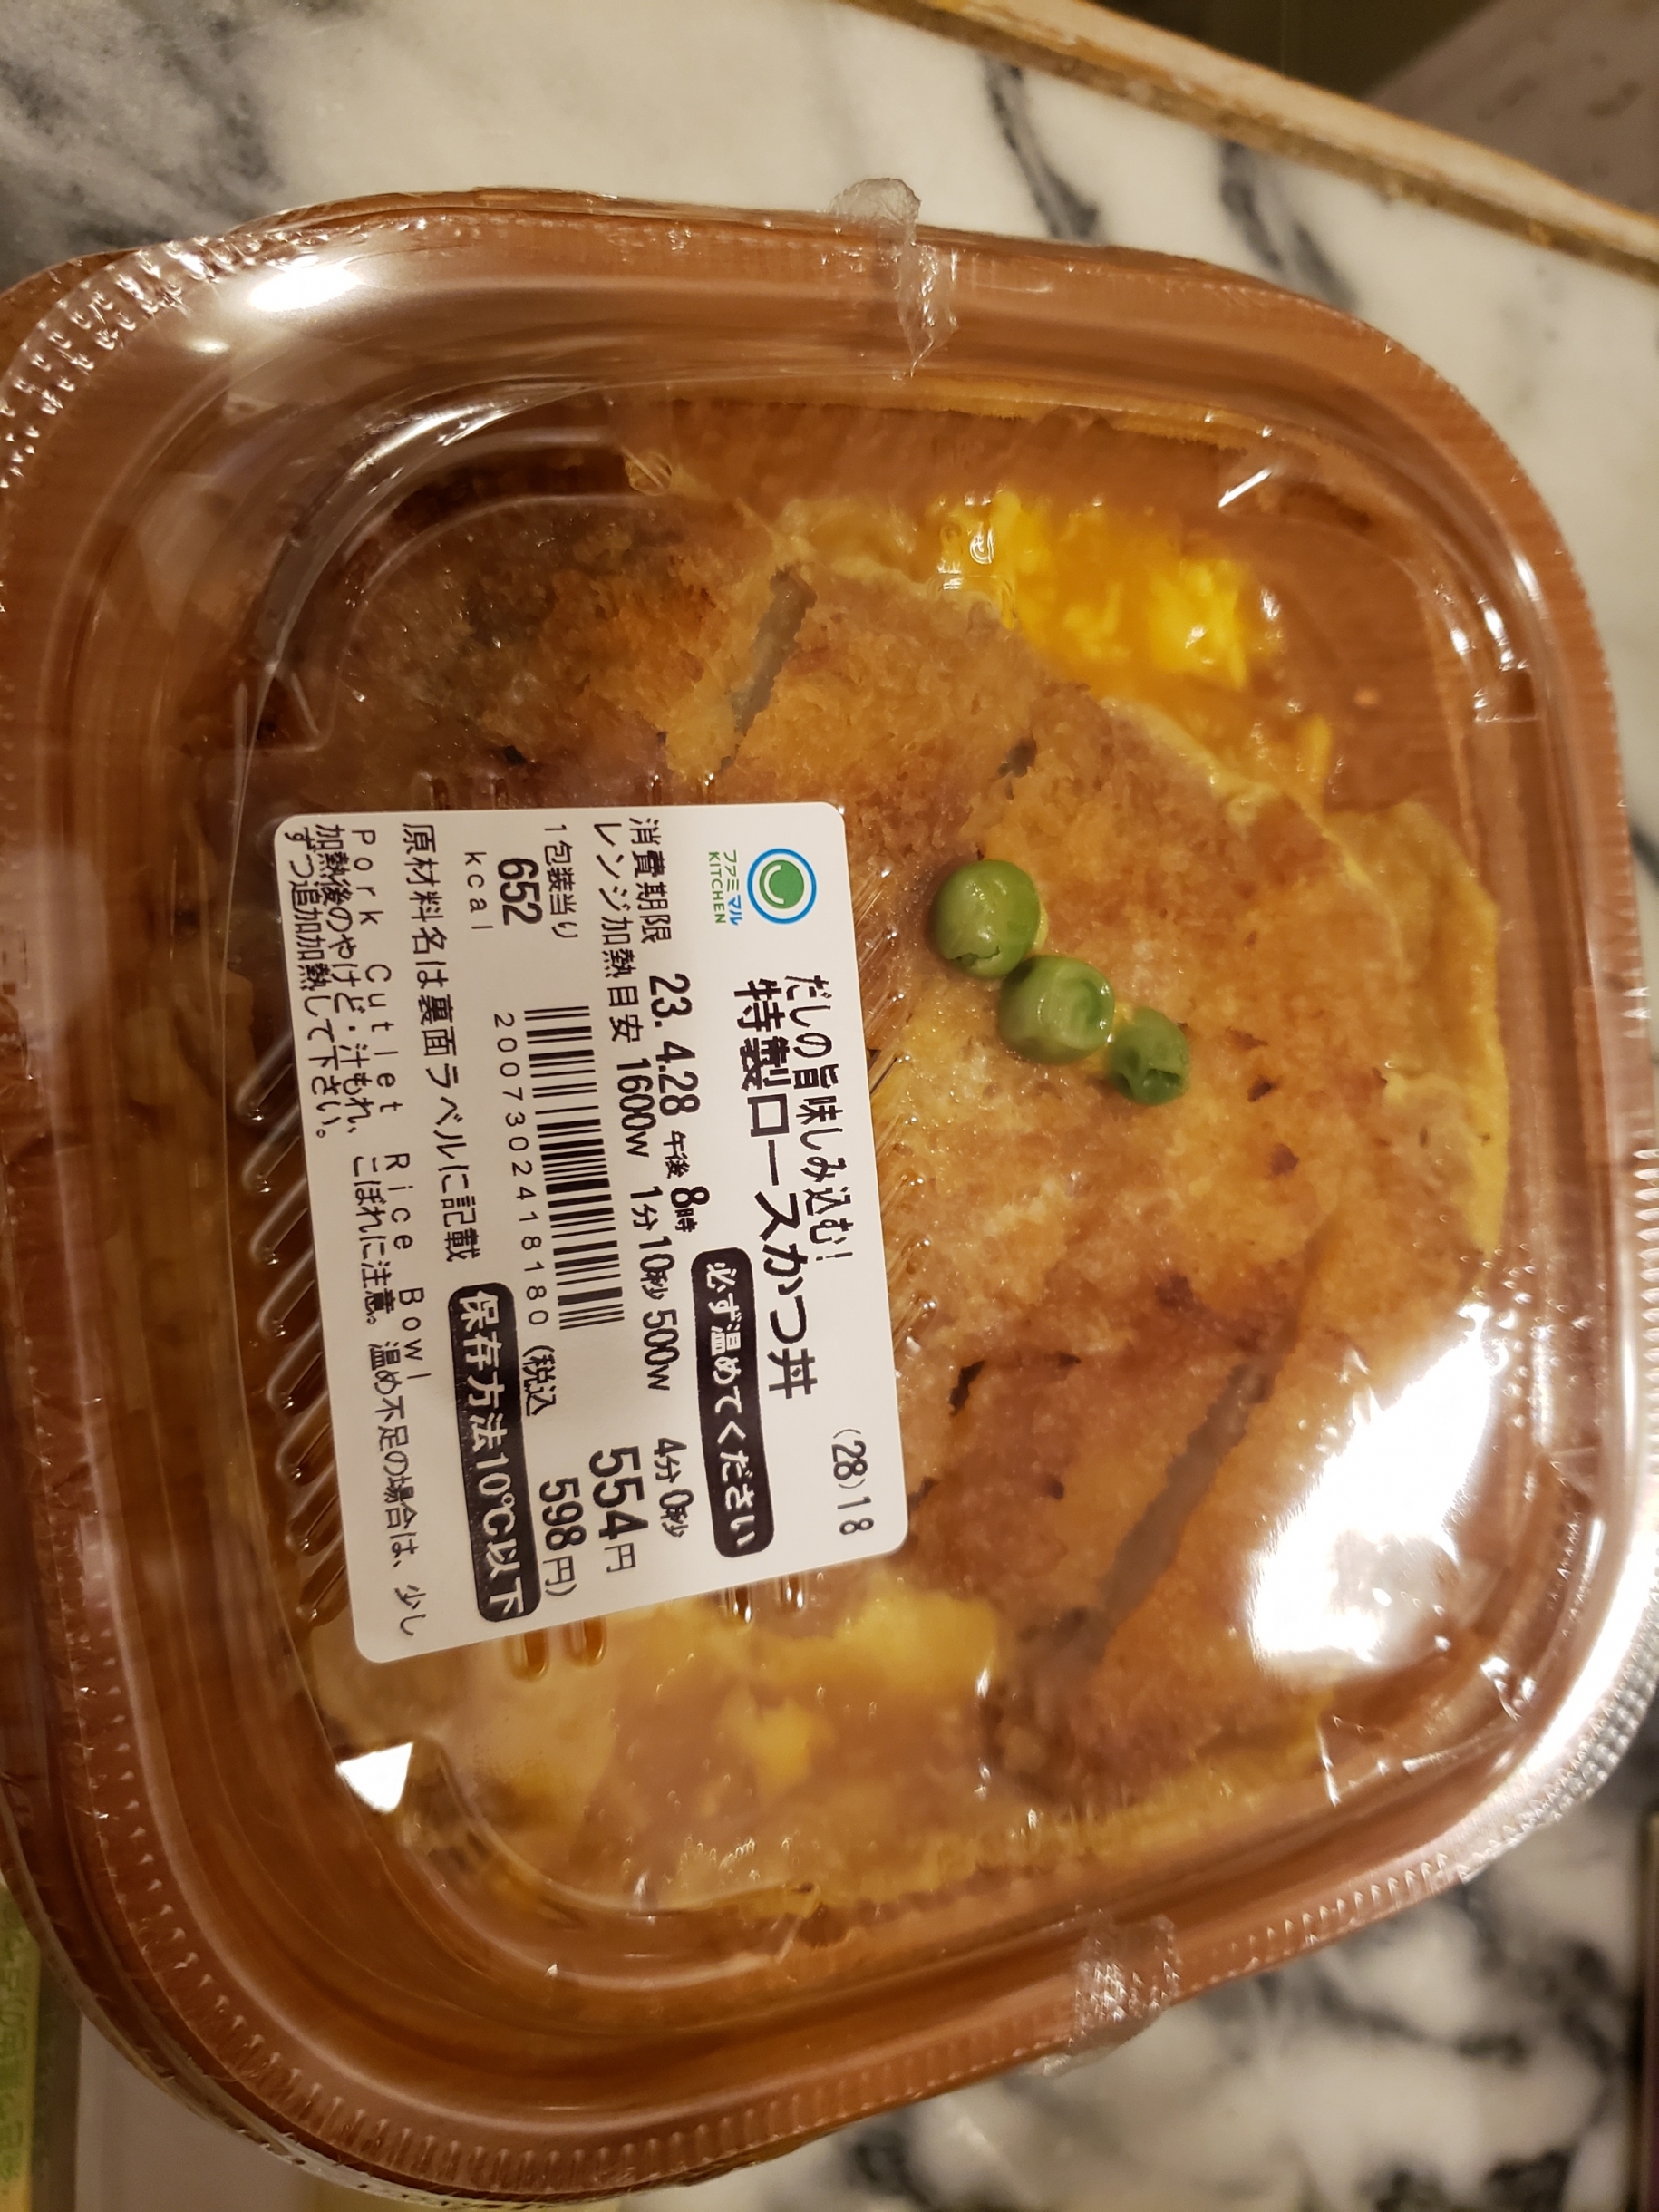 (28)18
だしの旨味しみ込む!
特製ロースかつ丼
ファミマル
KITCHEN
必ず温めてください
消費期限 23. 4.28 午後 8時
レンジ加熱目安 1600w 1分10秒 500w 4分 0秒
1包装当り
652
kcal
554円
(税込 598円)
2007302418180
原材料名は裏面ラベルに記載
保存方法10℃以下
Pork Cutlet Rice Bowl
加熱後のやけど・汁もれ、こぼれに注意。温め不足の場合は、少し
ずつ追加加熱して下さい。